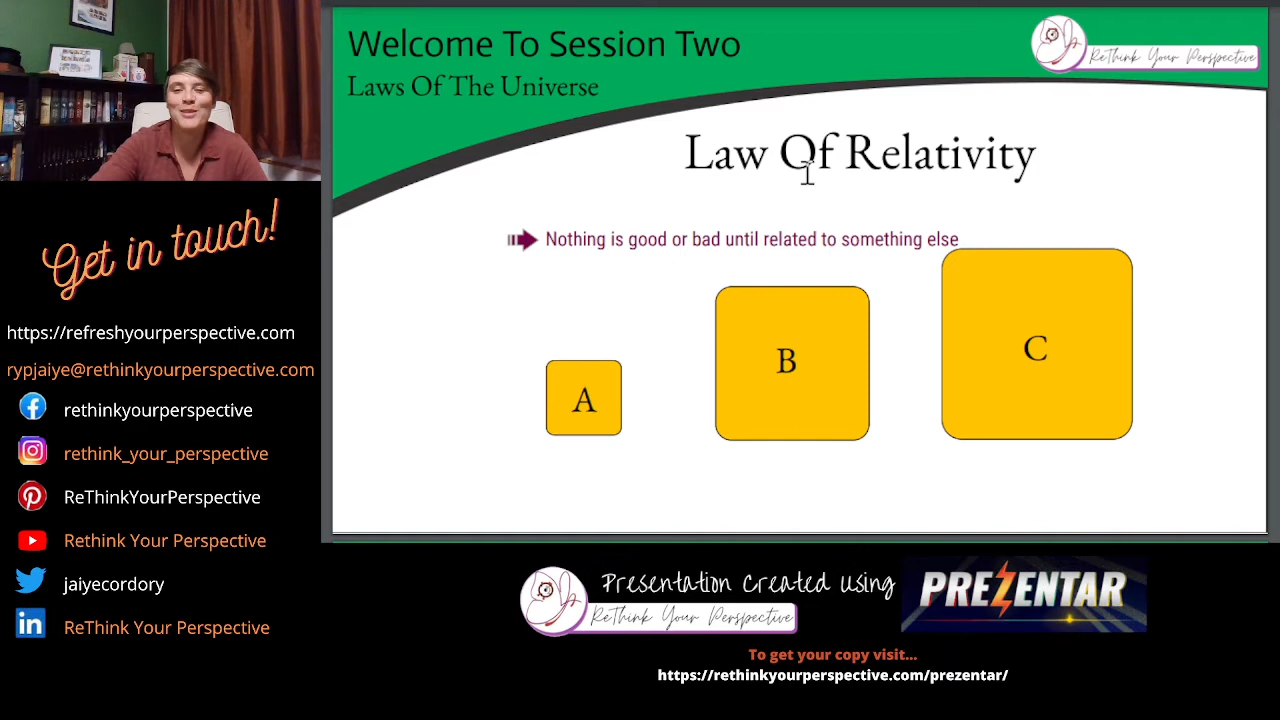 Welcome To Session Two
Laws Of The Universe
ReThink Your Perspective
Law Of Relativity
Nothing is good or bad until related to something else
A
B
C
Get in touch!
https://refreshyourperspective.com
rypjaiye@rethinkyourperspective.com
rethinkyourperspective
rethink_your_perspective
ReThinkYourPerspective
Rethink Your Perspective
jaiyecordory
ReThink Your Perspective
Presentation Created Using
ReThink Your Perspective
PREZENTAR
To get your copy visit...
https://rethinkyourperspective.com/prezentar/